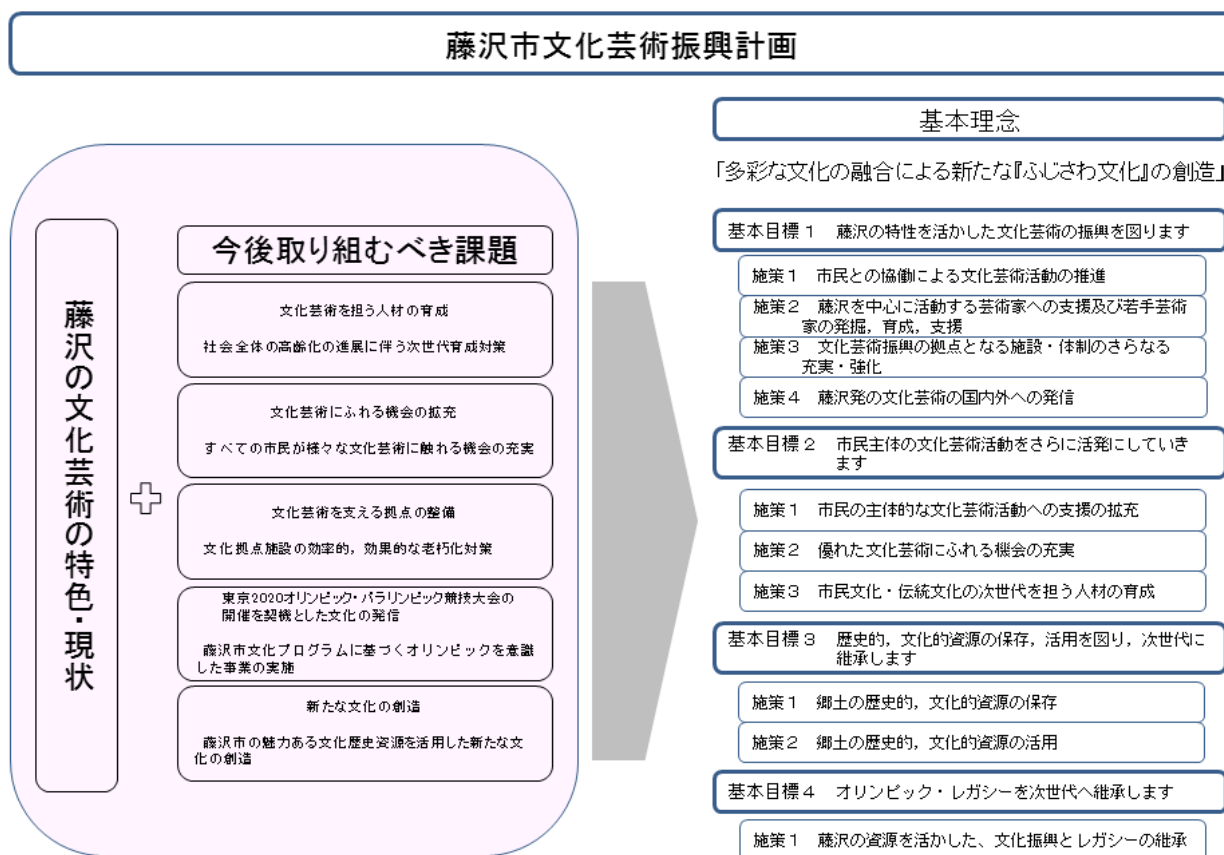 藤沢市文化芸術振興計画
藤沢の文化芸術の特色・現状
今後取り組むべき課題
文化芸術を担う人材の育成
社会全体の高齢化の進展に伴う次世代育成対策
文化芸術にふれる機会の拡充
すべての市民が様々な文化芸術に触れる機会の充実
文化芸術を支える拠点の整備
文化拠点施設の効率的，効果的な老朽化対策
東京2020オリンピック・パラリンピック競技大会の
開催を契機とした文化の発信
藤沢市文化プログラムに基づくオリンピックを意識
した事業の実施
新たな文化の創造
藤沢市の魅力ある文化歴史資源を活用した新たな文
化の創造
基本理念
「多彩な文化の融合による新たな『ふじさわ文化』の創造」
基本目標１　藤沢の特性を活かした文化芸術の振興を図ります
施策１　市民との協働による文化芸術活動の推進
施策２　藤沢を中心に活動する芸術家への支援及び若手芸術
家の発掘，育成，支援
施策３　文化芸術振興の拠点となる施設・体制のさらなる
充実・強化
施策４　藤沢発の文化芸術の国内外への発信
基本目標２　市民主体の文化芸術活動をさらに活発にしていき
ます
施策１　市民の主体的な文化芸術活動への支援の拡充
施策２　優れた文化芸術にふれる機会の充実
施策３　市民文化・伝統文化の次世代を担う人材の育成
基本目標３　歴史的，文化的資源の保存，活用を図り，次世代に
継承します
施策１　郷土の歴史的，文化的資源の保存
施策２　郷土の歴史的，文化的資源の活用
基本目標４　オリンピック・レガシーを次世代へ継承します
施策１　藤沢の資源を活かした、文化振興とレガシーの継承